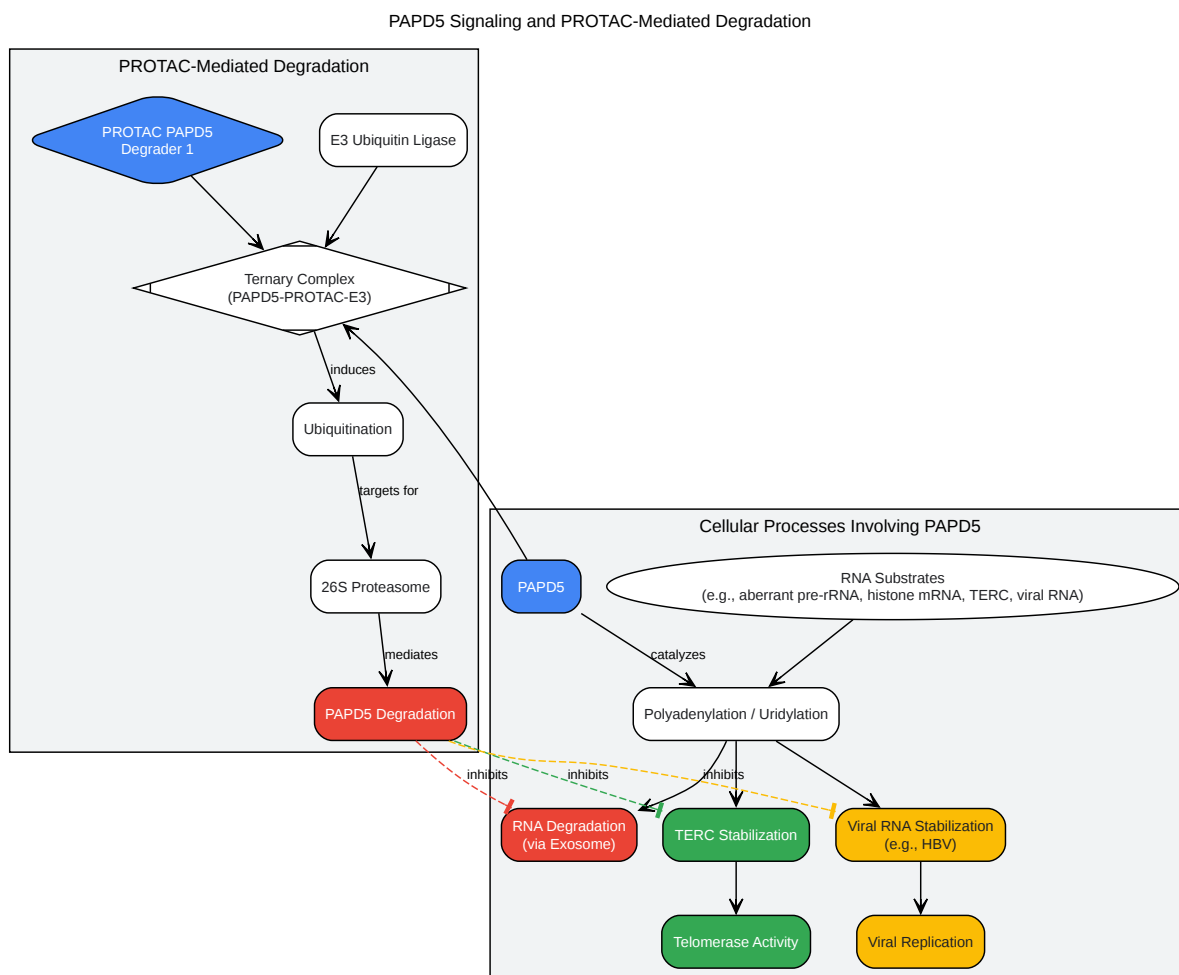 PAPD5 Signaling and PROTAC-Mediated Degradation
PROTAC-Mediated Degradation
PROTAC PAPD5
Degrader 1
E3 Ubiquitin Ligase
Ternary Complex
(PAPD5-PROTAC-E3)
induces
Ubiquitination
targets for
26S Proteasome
mediates
PAPD5 Degradation
Cellular Processes Involving PAPD5
PAPD5
RNA Substrates
(e.g., aberrant pre-rRNA, histone mRNA, TERC, viral RNA)
catalyzes
Polyadenylation / Uridylation
inhibits
inhibits
inhibits
RNA Degradation
(via Exosome)
TERC Stabilization
Viral RNA Stabilization
(e.g., HBV)
Telomerase Activity
Viral Replication